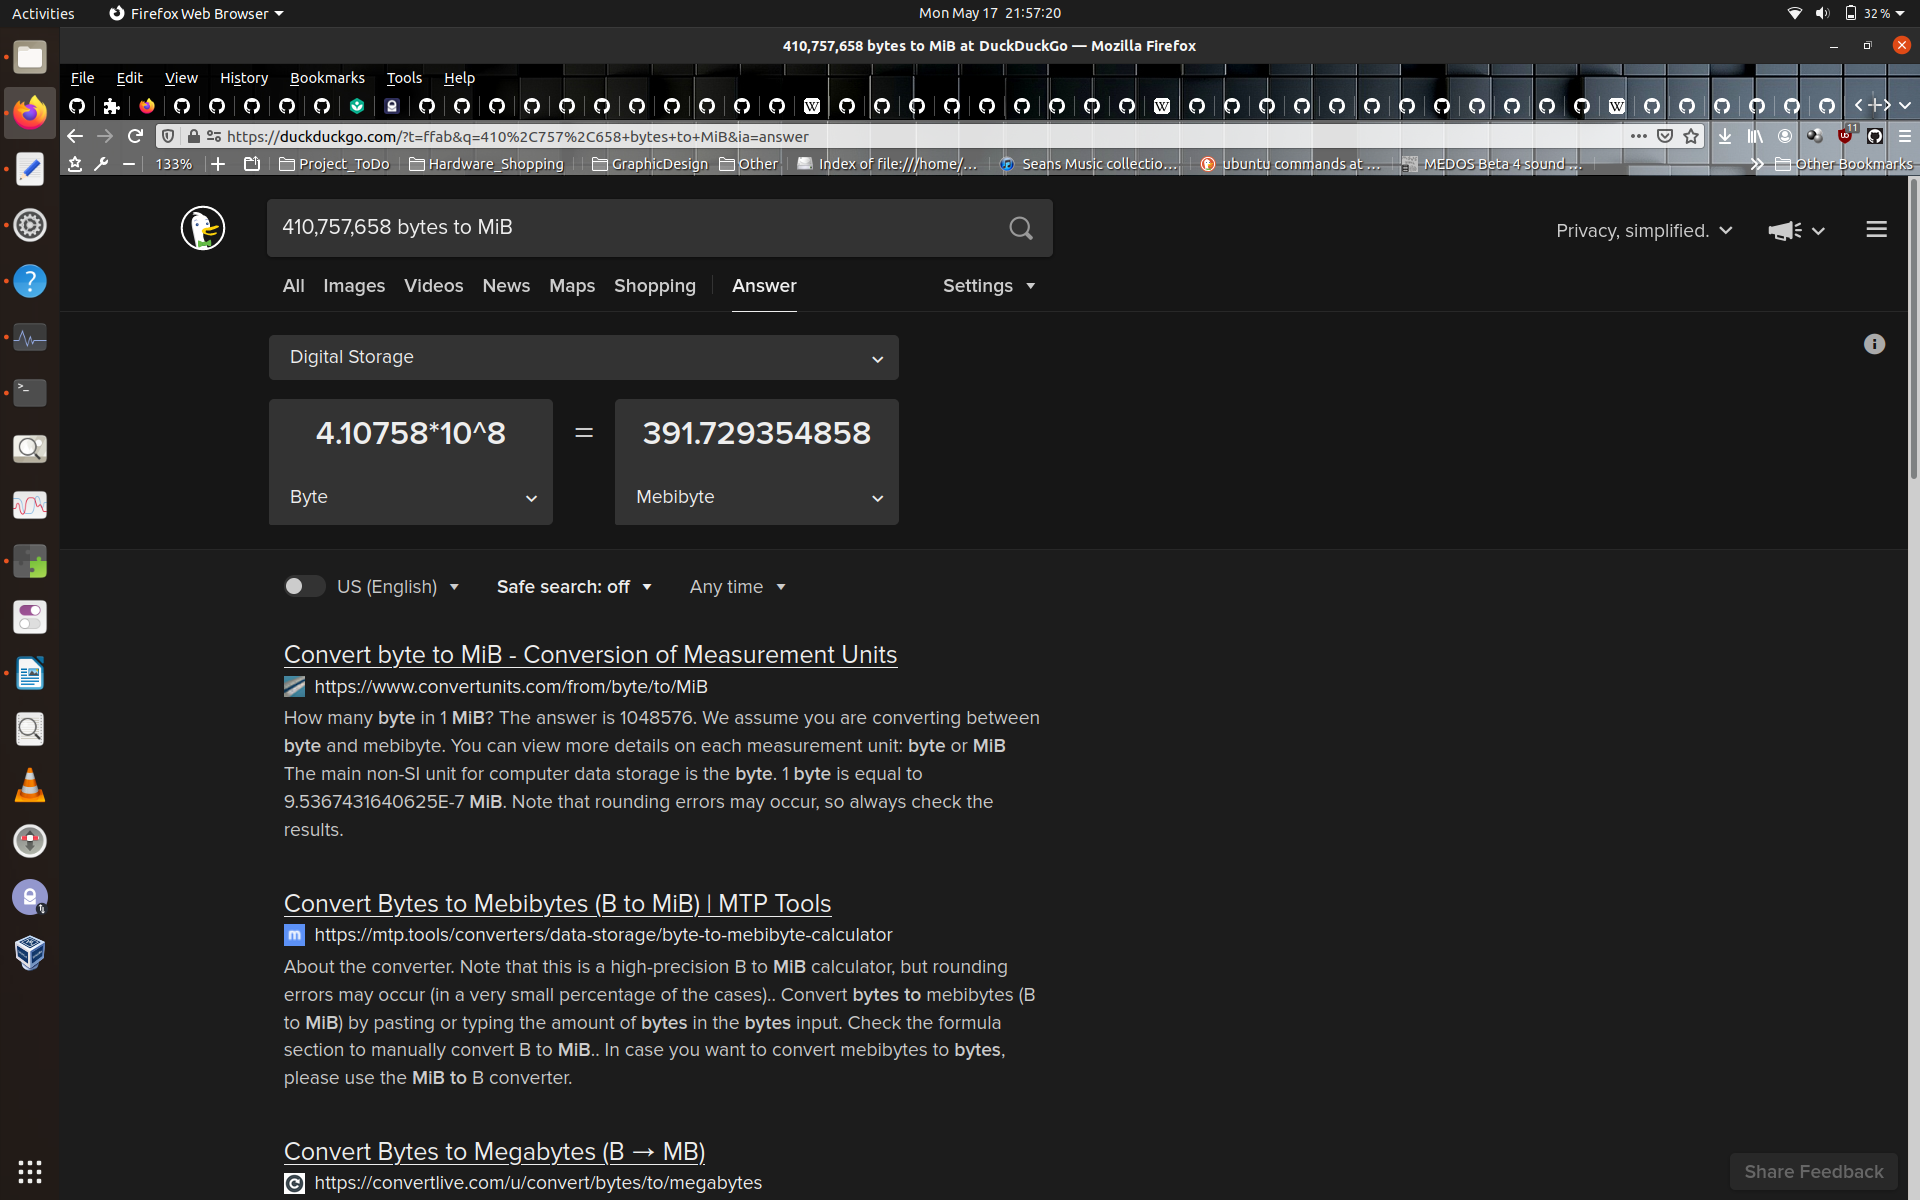 Activities
Firefox Web Browser
Mon May 17 21:57:20
32 %
410,757,658 bytes to MiB at DuckDuckGo — Mozilla Firefox
File Edit View History Bookmarks Tools Help
https://duckduckgo.com/?t=ffab&q=410%2C757%2C658+bytes+to+MiB&ia=answer
11
133%
Project_ToDo
Hardware_Shopping
GraphicDesign
Other
Index of file:///home/...
Seans Music collectio...
ubuntu commands at ...
MEDOS Beta 4 sound ...
Other Bookmarks
410,757,658 bytes to MiB
Privacy, simplified.
All Images Videos News Maps Shopping Answer Settings
Digital Storage
4.10758*10^8 = 391.729354858
Byte Mebibyte
US (English) Safe search: off Any time
Convert byte to MiB - Conversion of Measurement Units
https://www.convertunits.com/from/byte/to/MiB
How many byte in 1 MiB? The answer is 1048576. We assume you are converting between
byte and mebibyte. You can view more details on each measurement unit: byte or MiB
The main non-SI unit for computer data storage is the byte. 1 byte is equal to
9.5367431640625E-7 MiB. Note that rounding errors may occur, so always check the
results.
Convert Bytes to Mebibytes (B to MiB) | MTP Tools
https://mtp.tools/converters/data-storage/byte-to-mebibyte-calculator
About the converter. Note that this is a high-precision B to MiB calculator, but rounding
errors may occur (in a very small percentage of the cases).. Convert bytes to mebibytes (B
to MiB) by pasting or typing the amount of bytes in the bytes input. Check the formula
section to manually convert B to MiB.. In case you want to convert mebibytes to bytes,
please use the MiB to B converter.
Convert Bytes to Megabytes (B → MB)
https://convertlive.com/u/convert/bytes/to/megabytes
Share Feedback